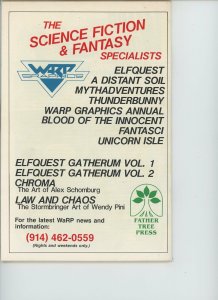 THE
SCIENCE FICTION
& FANTASY
SPECIALISTS
WARP
GRAPHICS
ELFQUEST
A DISTANT SOIL
MYTHADVENTURES
THUNDERBUNNY
WARP GRAPHICS ANNUAL
BLOOD OF THE INNOCENT
FANTASCI
UNICORN ISLE
ELFQUEST GATHERUM VOL. 1
ELFQUEST GATHERUM VOL. 2
CHROMA
The Art of Alex Schomburg
LAW AND CHAOS
The Stormbringer Art of Wendy Pini
For the latest WaRP news and
information:
(914) 462-0559
(Nights and weekends only.)
FATHER
TREE
PRESS